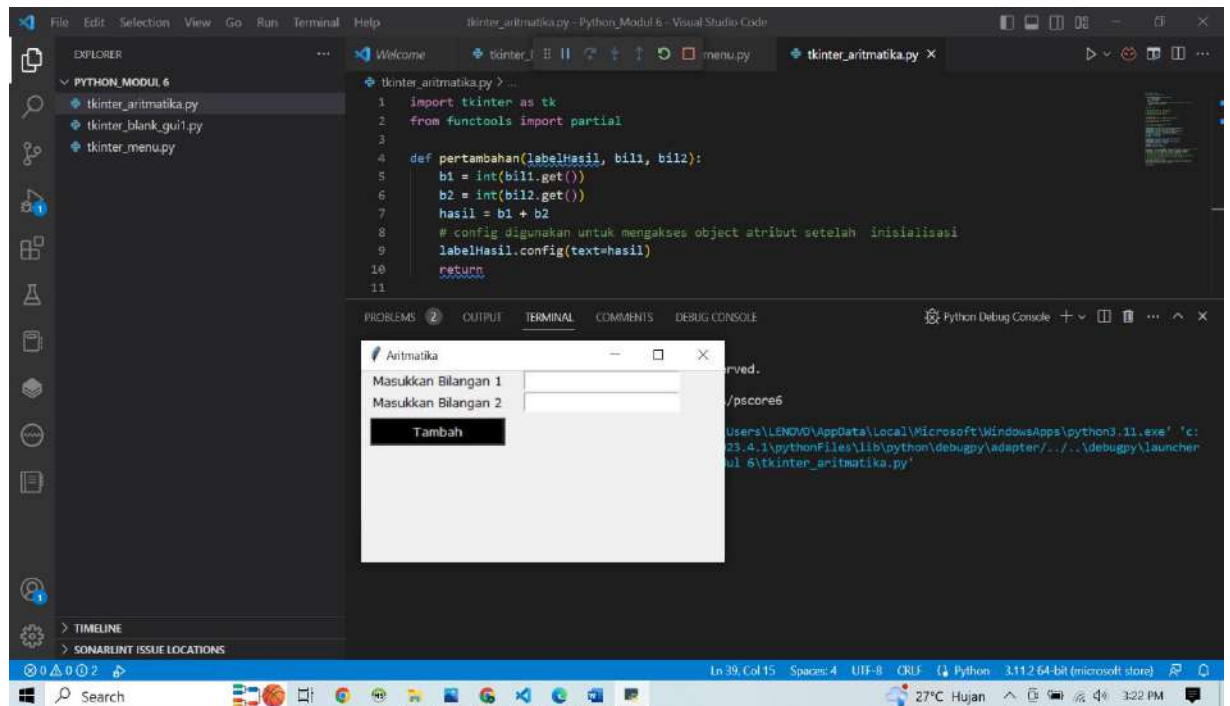 File Edit Selection View Go Run Terminal Help
tkinter_aritmatika.py - Python_Modul 6 - Visual Studio Code
EXPLORER
PYTHON_MODUL 6
tkinter_aritmatika.py
tkinter_blank_gui1.py
tkinter_menu.py
TIMELINE
SONARLINT ISSUE LOCATIONS
Welcome
menu.py
tkinter_aritmatika.py
tkinter_aritmatika.py > ...
1 import tkinter as tk
2 from functools import partial
3
4 def pertambahan(labelHasil, bil1, bil2):
5 b1 = int(bil1.get())
6 b2 = int(bil2.get())
7 hasil = b1 + b2
8 # config digunakan untuk mengakses object atribut setelah inisialisasi
9 labelHasil.config(text=hasil)
10 return
11
PROBLEMS 2 OUTPUT TERMINAL COMMENTS DEBUG CONSOLE
Python Debug Console
rved.
/pscore6
Users\LENOVO\AppData\Local\Microsoft\WindowsApps\python3.11.exe' 'c:
23.4.1\pythonFiles\lib\python\debugpy\adapter/../..\debugpy\launcher
ul 6\tkinter_aritmatika.py'
Aritmatika
Masukkan Bilangan 1
Masukkan Bilangan 2
Tambah
0 0 2
Ln 39, Col 15 Spaces: 4 UTF-8 CRLF Python 3.11.2 64-bit (microsoft store)
Search
27°C Hujan
3:22 PM